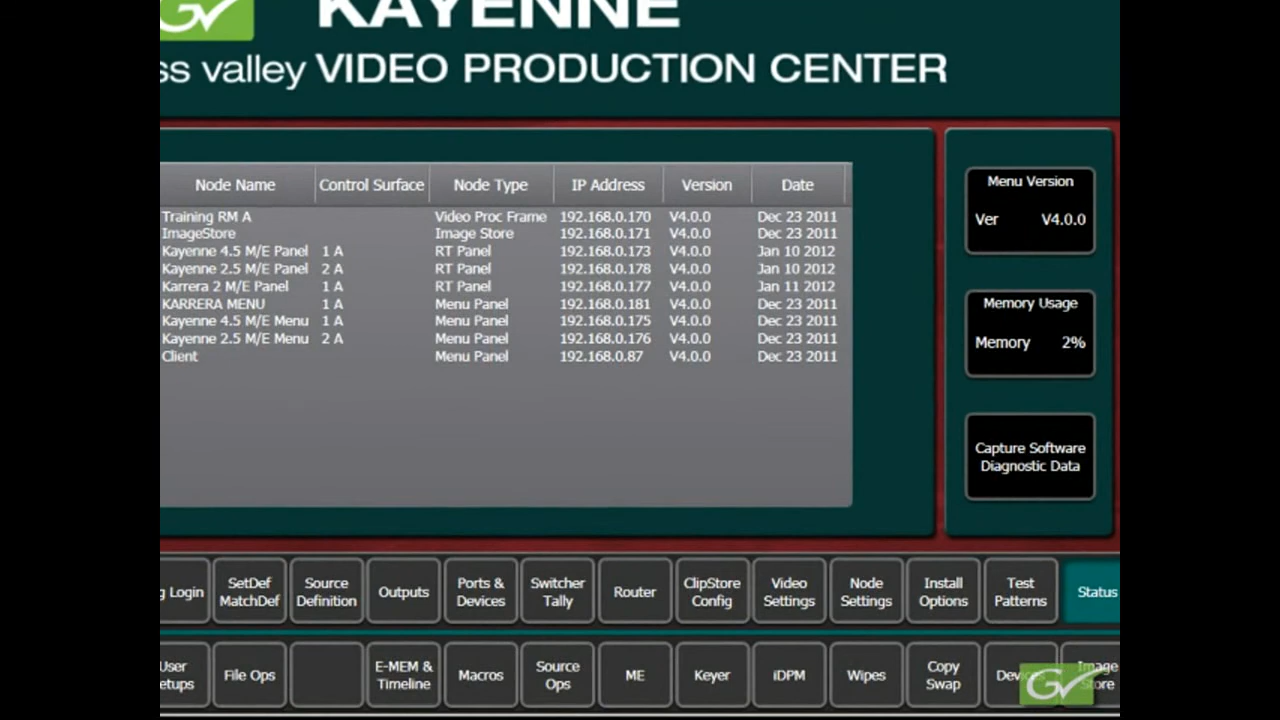 GV KAYENNE
ss valley VIDEO PRODUCTION CENTER
Node Name Control Surface Node Type IP Address Version Date
Training RM A Video Proc Frame 192.168.0.170 V4.0.0 Dec 23 2011
ImageStore Image Store 192.168.0.171 V4.0.0 Dec 23 2011
Kayenne 4.5 M/E Panel 1 A RT Panel 192.168.0.173 V4.0.0 Jan 10 2012
Kayenne 2.5 M/E Panel 2 A RT Panel 192.168.0.178 V4.0.0 Jan 10 2012
Karrera 2 M/E Panel 1 A RT Panel 192.168.0.177 V4.0.0 Jan 11 2012
KARRERA MENU 1 A Menu Panel 192.168.0.181 V4.0.0 Dec 23 2011
Kayenne 4.5 M/E Menu 1 A Menu Panel 192.168.0.175 V4.0.0 Dec 23 2011
Kayenne 2.5 M/E Menu 2 A Menu Panel 192.168.0.176 V4.0.0 Dec 23 2011
Client Menu Panel 192.168.0.87 V4.0.0 Dec 23 2011
Menu Version
Ver V4.0.0
Memory Usage
Memory 2%
Capture Software
Diagnostic Data
g Login
SetDef
MatchDef
Source
Definition
Outputs
Ports &
Devices
Switcher
Tally
Router
ClipStore
Config
Video
Settings
Node
Settings
Install
Options
Test
Patterns
Status
User
etups
File Ops
E-MEM &
Timeline
Macros
Source
Ops
ME
Keyer
iDPM
Wipes
Copy
Swap
Devi
Image
Store
GV